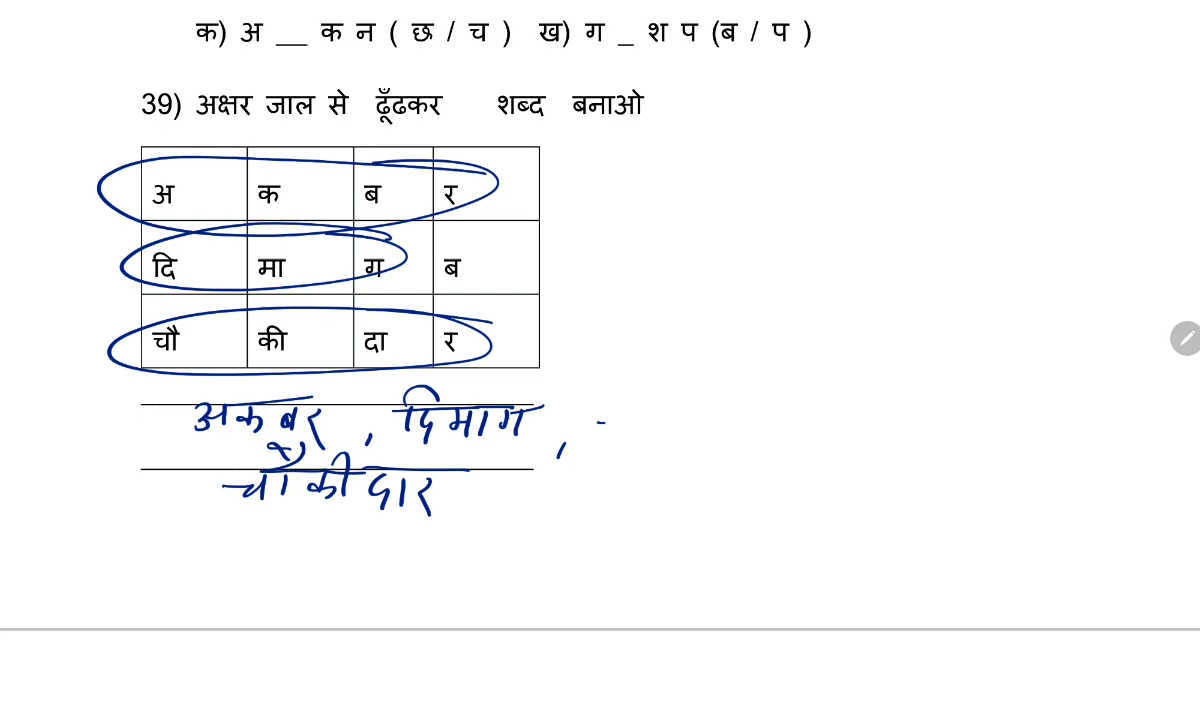 क) अ __ क न ( छ / च ) ख) ग _ श प (ब / प )
39) अक्षर जाल से ढूँढकर शब्द बनाओ
अ क ब र
दि मा ग ब
चौ की दा र
अकबर , दिमाग ,
चौकीदार